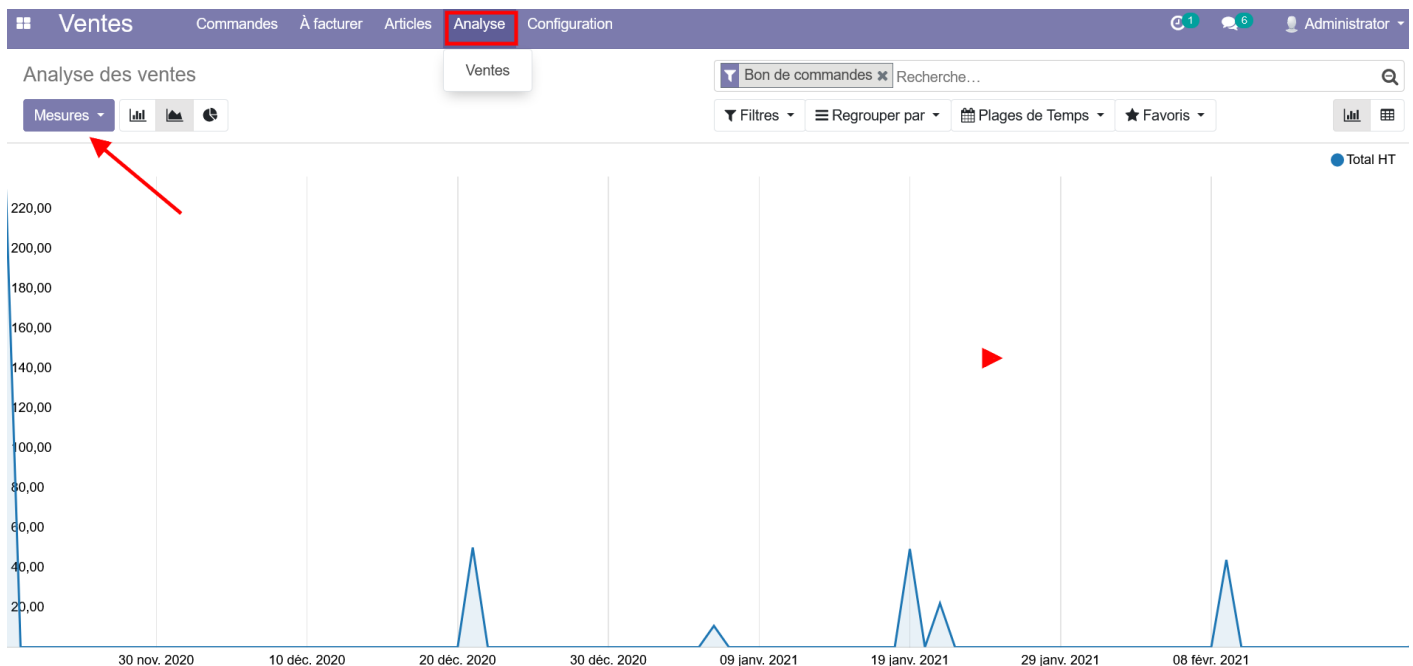 Ventes Commandes À facturer Articles Analyse Configuration 1 6 Administrator
Analyse des ventes
Ventes
Bon de commandes Recherche...
Mesures
Filtres Regrouper par Plages de Temps Favoris
Total HT
220,00
200,00
180,00
160,00
140,00
120,00
100,00
80,00
60,00
40,00
20,00
30 nov. 2020 10 déc. 2020 20 déc. 2020 30 déc. 2020 09 janv. 2021 19 janv. 2021 29 janv. 2021 08 févr. 2021